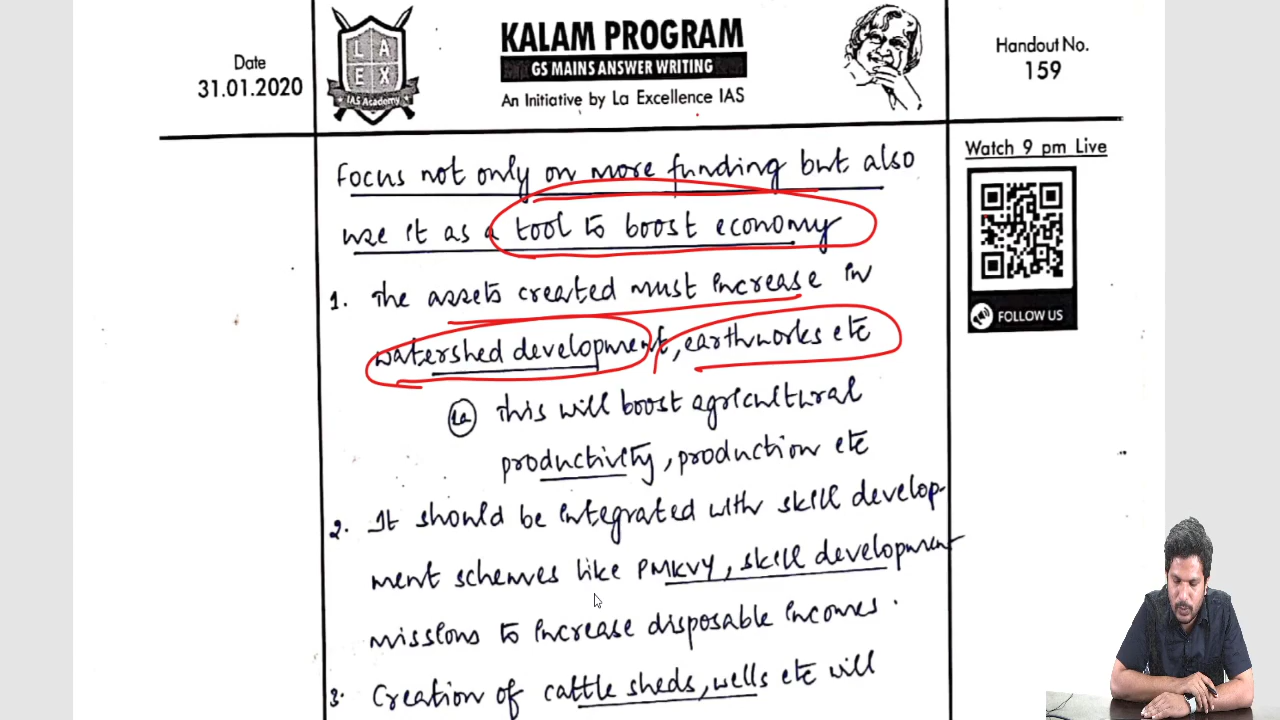 Date
31.01.2020
L A
E X
IAS Academy
KALAM PROGRAM
GS MAINS ANSWER WRITING
An Initiative by La Excellence IAS
Handout No.
159
Watch 9 pm Live
FOLLOW US
Focus not only on more funding but also
use it as a tool to boost economy
1. The assets created must increase in
watershed development, earthworks etc
1a This will boost agricultural
productivity, production etc
2. It should be integrated with skill develop-
ment schemes like PMKVY, skill development
missions to increase disposable incomes.
3. Creation of cattle sheds, wells etc will